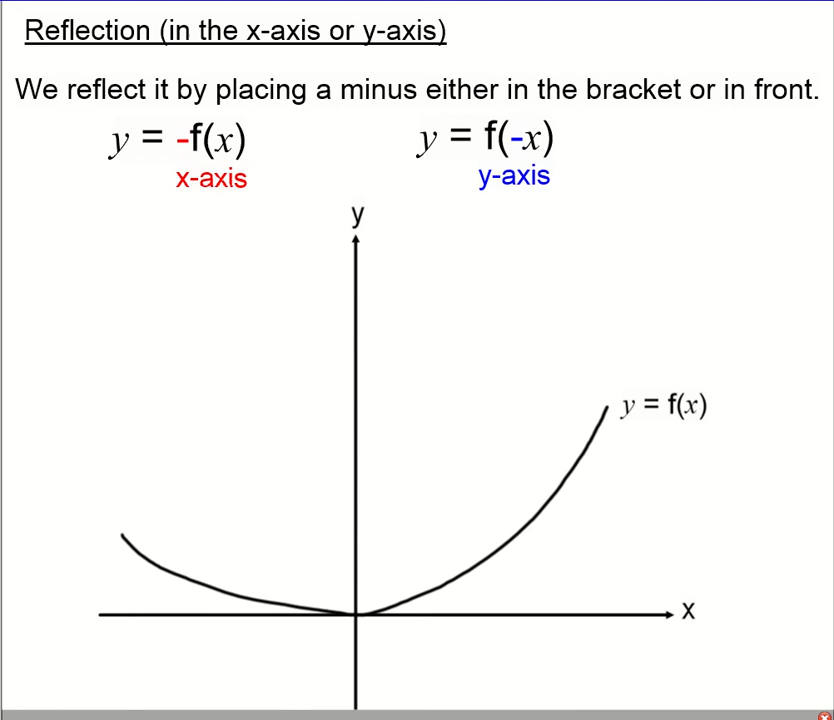 Reflection (in the x-axis or y-axis)
We reflect it by placing a minus either in the bracket or in front.
y = -f(x) y = f(-x)
x-axis y-axis
y
y = f(x)
x